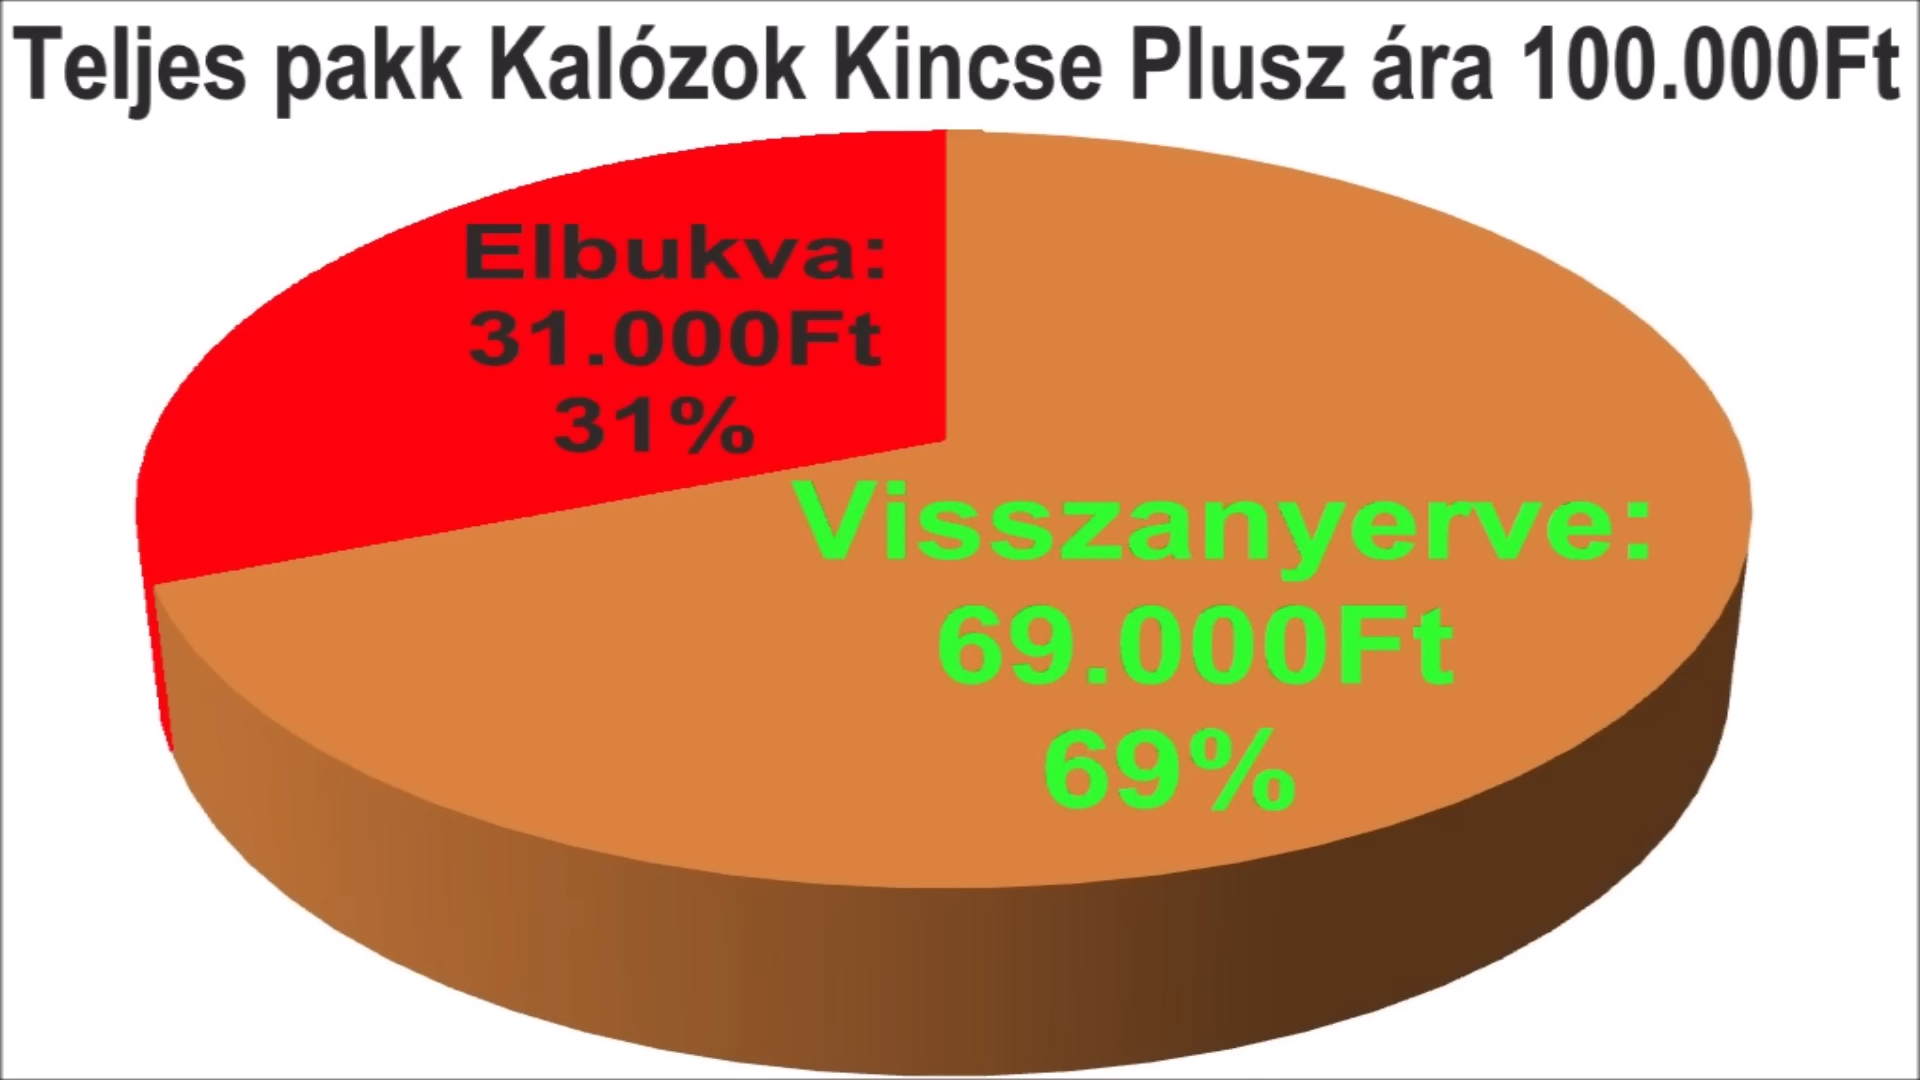 Teljes pakk Kalózok Kincse Plusz ára 100.000Ft
Elbukva:
31.000Ft
31%
Visszanyerve:
69.000Ft
69%